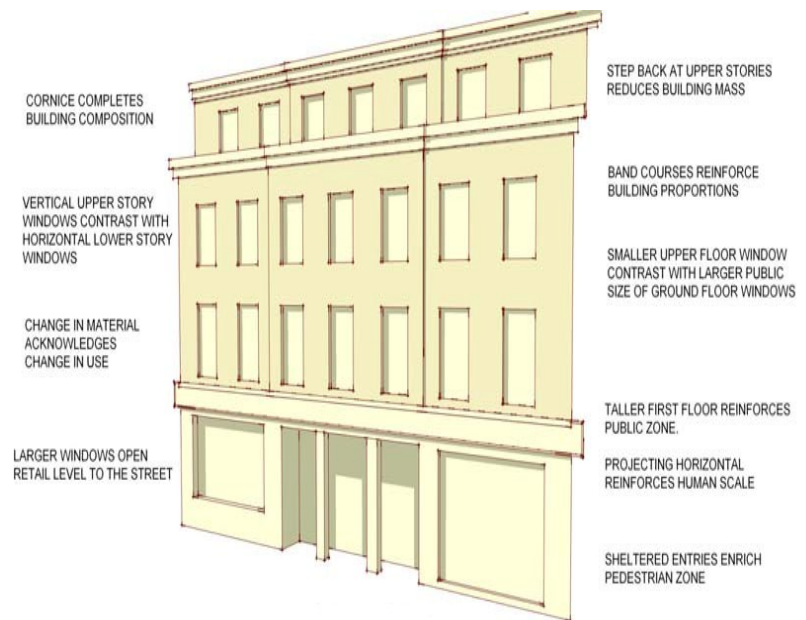 CORNICE COMPLETES
BUILDING COMPOSITION
VERTICAL UPPER STORY
WINDOWS CONTRAST WITH
HORIZONTAL LOWER STORY
WINDOWS
CHANGE IN MATERIAL
ACKNOWLEDGES
CHANGE IN USE
LARGER WINDOWS OPEN
RETAIL LEVEL TO THE STREET
STEP BACK AT UPPER STORIES
REDUCES BUILDING MASS
BAND COURSES REINFORCE
BUILDING PROPORTIONS
SMALLER UPPER FLOOR WINDOW
CONTRAST WITH LARGER PUBLIC
SIZE OF GROUND FLOOR WINDOWS
TALLER FIRST FLOOR REINFORCES
PUBLIC ZONE.
PROJECTING HORIZONTAL
REINFORCES HUMAN SCALE
SHELTERED ENTRIES ENRICH
PEDESTRIAN ZONE